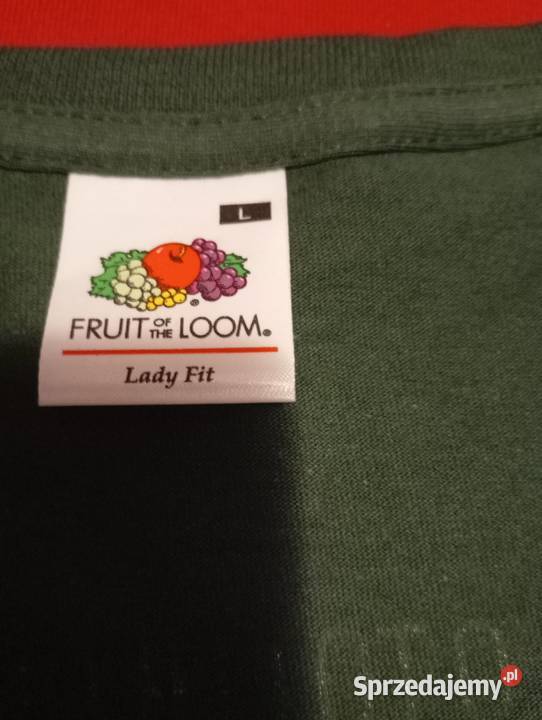 L
FRUIT OF THE LOOM®
Lady Fit
Sprzedajemy.pl